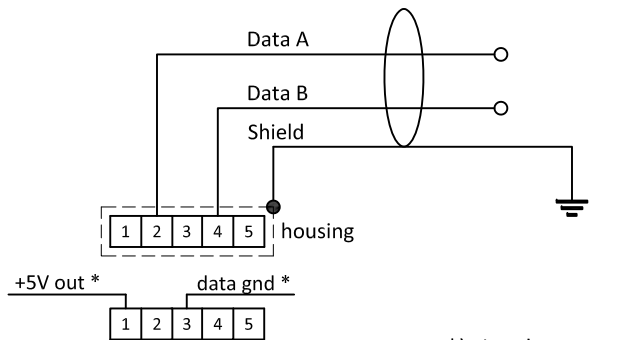 Data A
Data B
Shield
1 2 3 4 5
housing
+5V out *
data gnd *
1 2 3 4 5